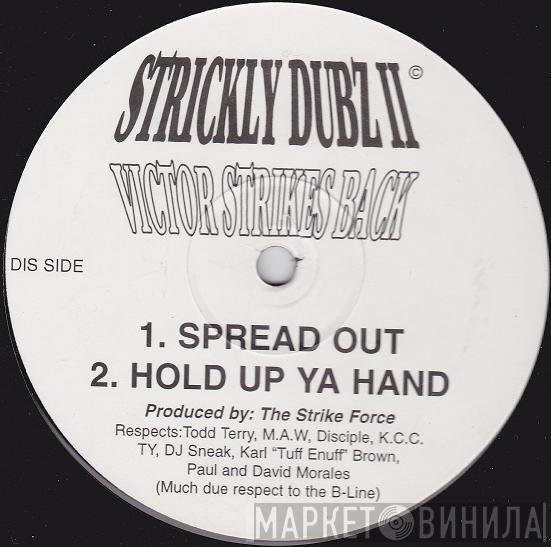 STRICKLY DUBZ II ©
VICTOR STRIKES BACK
DIS SIDE
1. SPREAD OUT
2. HOLD UP YA HAND
Produced by: The Strike Force
Respects:Todd Terry, M.A.W, Disciple, K.C.C.
TY, DJ Sneak, Karl "Tuff Enuff" Brown,
Paul and David Morales
(Much due respect to the B-Line)
МАРКЕТ ВИНИЛА